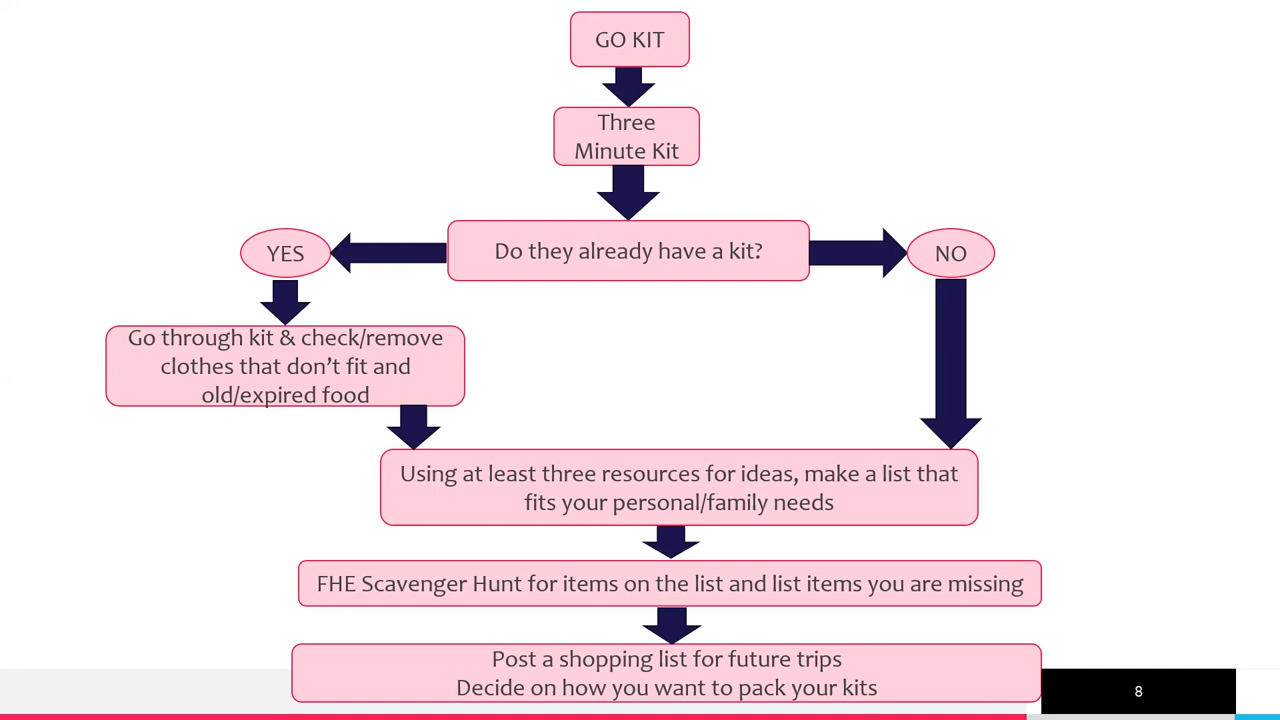 GO KIT
Three
Minute Kit
Do they already have a kit?
YES
NO
Go through kit & check/remove
clothes that don’t fit and
old/expired food
Using at least three resources for ideas, make a list that
fits your personal/family needs
FHE Scavenger Hunt for items on the list and list items you are missing
Post a shopping list for future trips
Decide on how you want to pack your kits
8